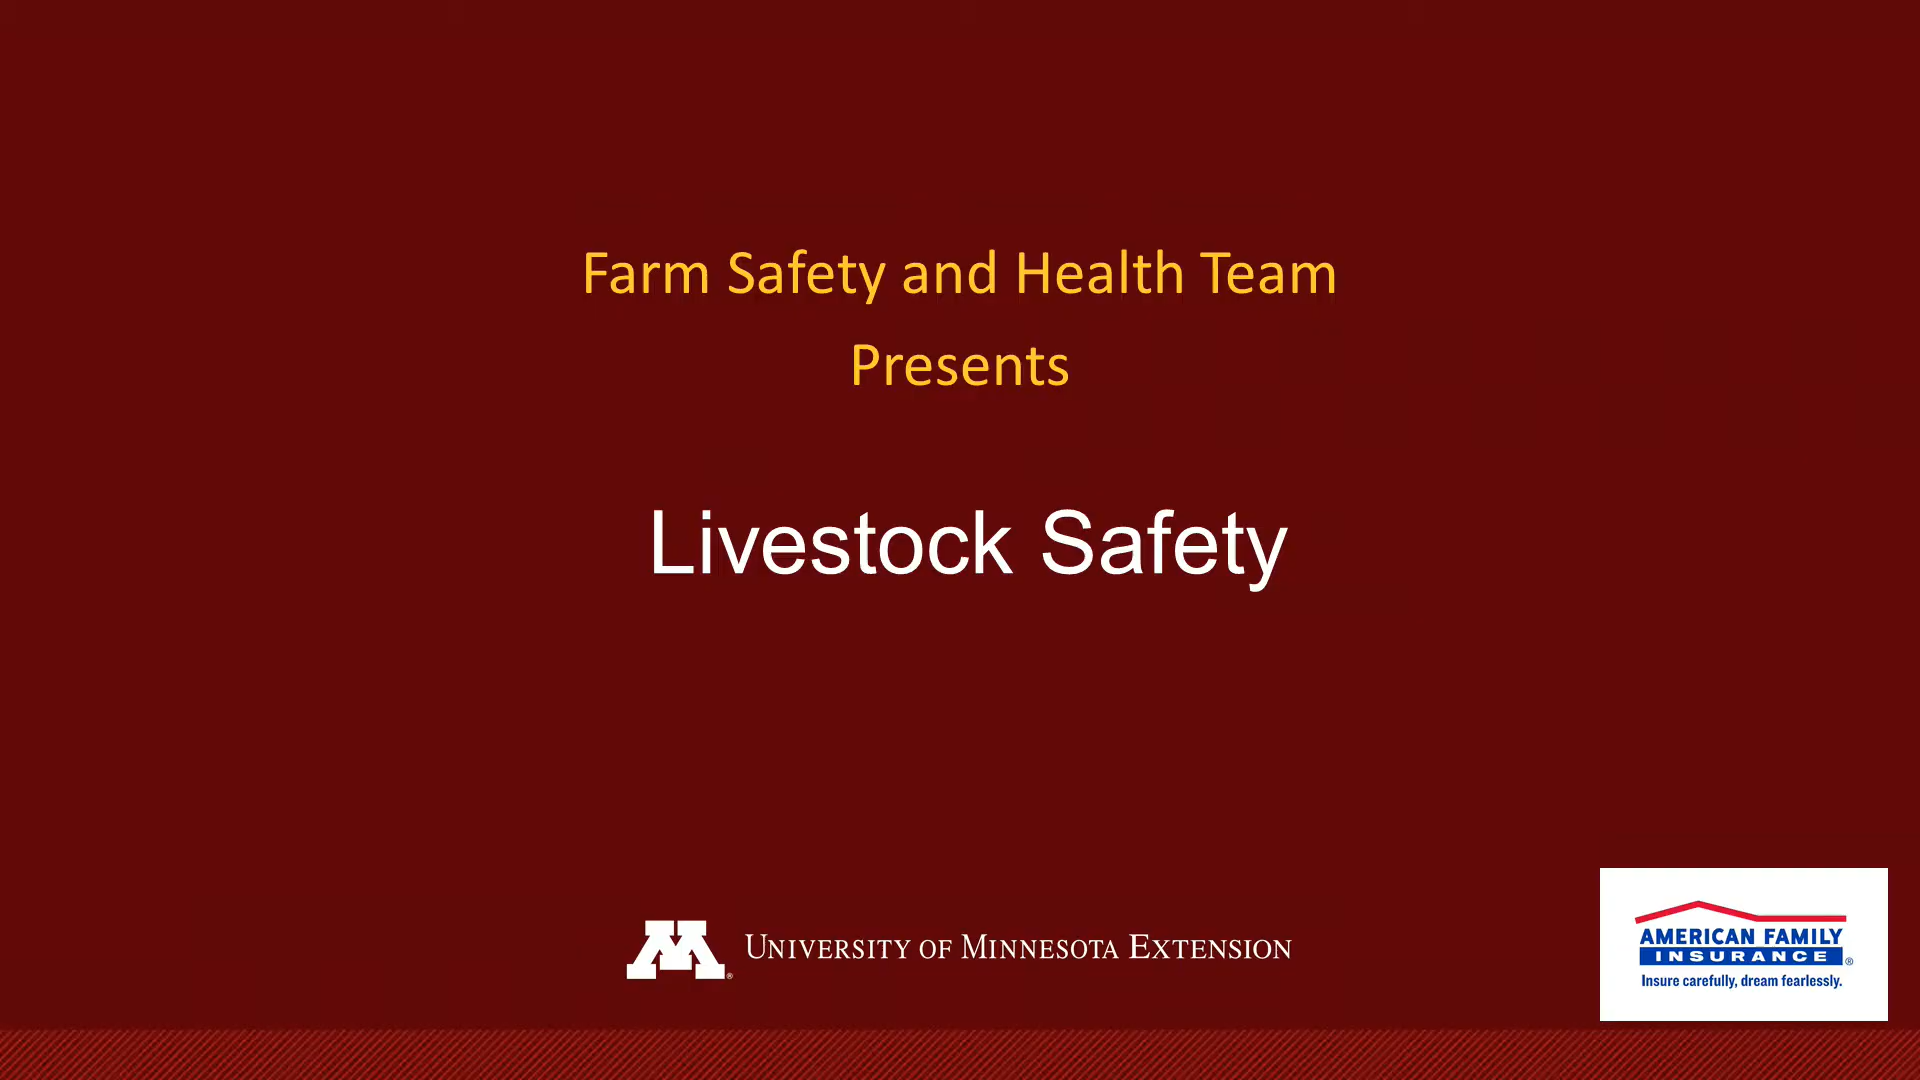 Farm Safety and Health Team
Presents
Livestock Safety
M®
University of Minnesota Extension
AMERICAN FAMILY
INSURANCE®
Insure carefully, dream fearlessly.